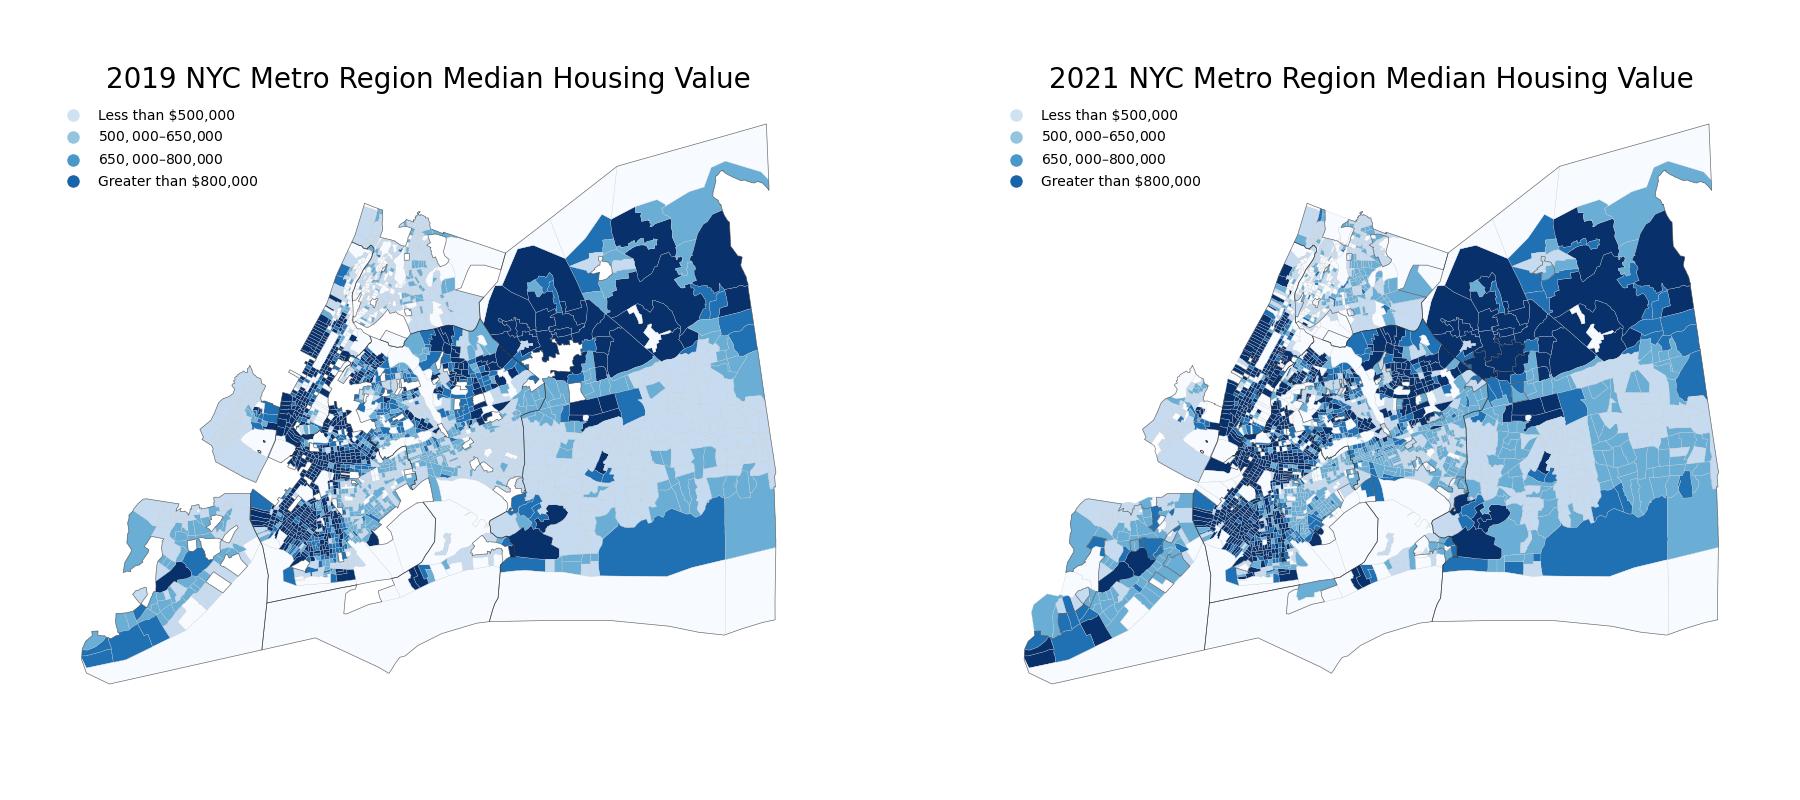 2019 NYC Metro Region Median Housing Value
Less than $500,000
500,000–650,000
650,000–800,000
Greater than $800,000
2021 NYC Metro Region Median Housing Value
Less than $500,000
500,000–650,000
650,000–800,000
Greater than $800,000